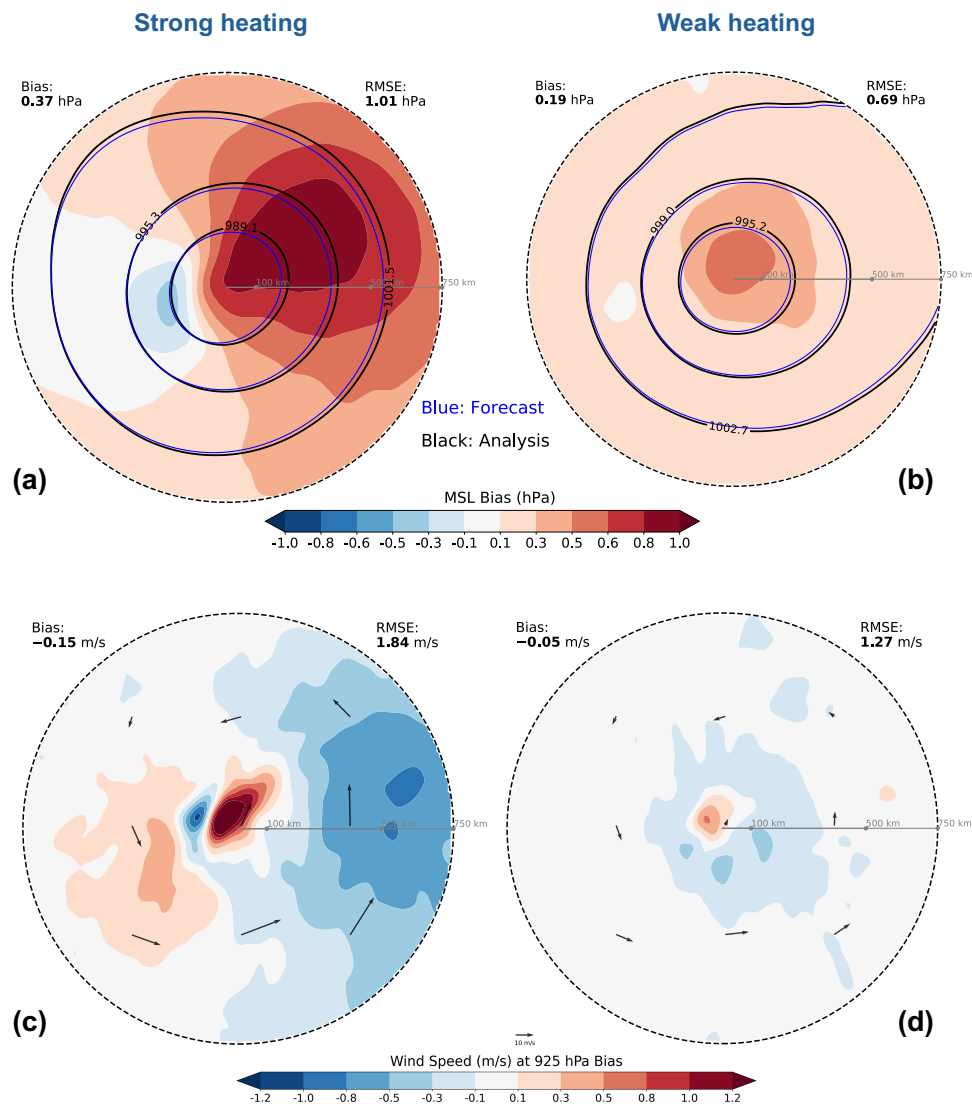 Strong heating
Weak heating
Bias:
0.37 hPa
RMSE:
1.01 hPa
Bias:
0.19 hPa
RMSE:
0.69 hPa
989.1
995.3
1001.5
100 km
500 km
750 km
995.2
999.0
1002.7
100 km
500 km
750 km
Blue: Forecast
Black: Analysis
(a)
(b)
MSL Bias (hPa)
-1.0 -0.8 -0.6 -0.5 -0.3 -0.1 0.1 0.3 0.5 0.6 0.8 1.0
Bias:
−0.15 m/s
RMSE:
1.84 m/s
Bias:
−0.05 m/s
RMSE:
1.27 m/s
100 km
500 km
750 km
100 km
500 km
750 km
(c)
(d)
10 m/s
Wind Speed (m/s) at 925 hPa Bias
-1.2 -1.0 -0.8 -0.5 -0.3 -0.1 0.1 0.3 0.5 0.8 1.0 1.2